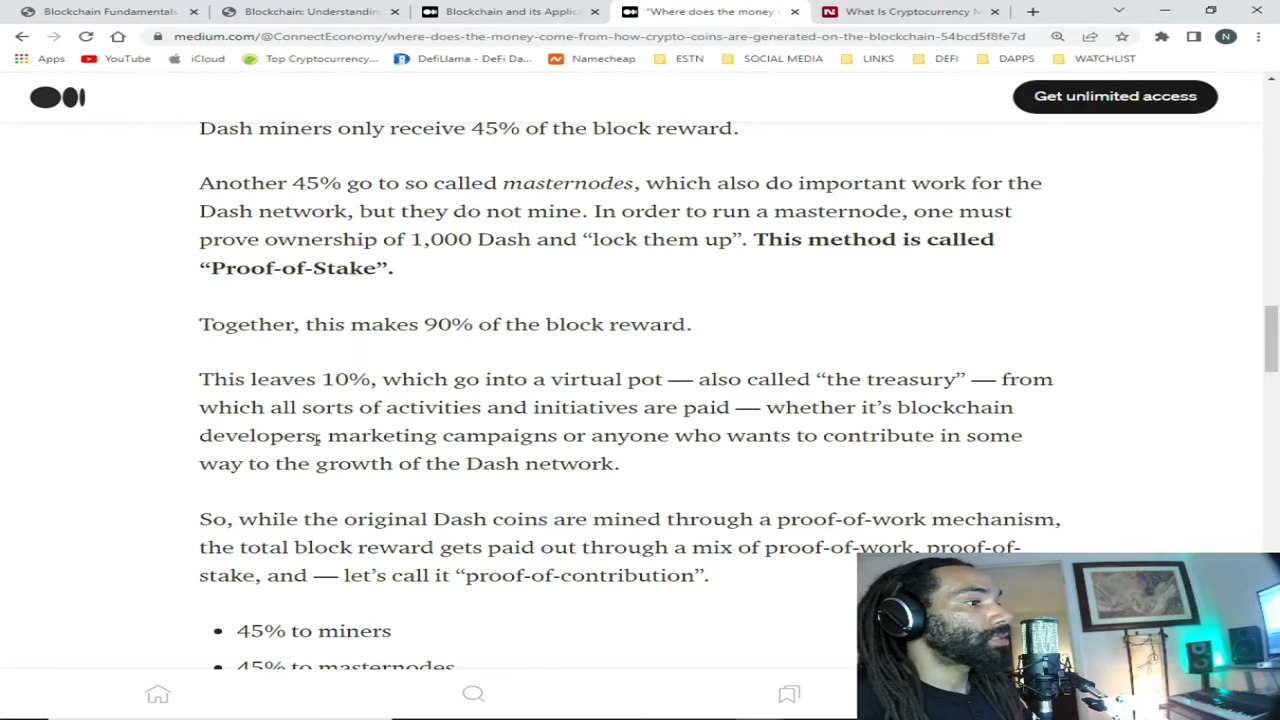 Blockchain Fundamentals
Blockchain: Understandin
Blockchain and its Applic
"Where does the money
What Is Cryptocurrency
medium.com/@ConnectEconomy/where-does-the-money-come-from-how-crypto-coins-are-generated-on-the-blockchain-54bcd5f8fe7d
N
Apps
YouTube
iCloud
Top Cryptocurrency...
DefiLlama - DeFi Da...
Namecheap
ESTN
SOCIAL MEDIA
LINKS
DEFI
DAPPS
WATCHLIST
Get unlimited access
Dash miners only receive 45% of the block reward.
Another 45% go to so called masternodes, which also do important work for the
Dash network, but they do not mine. In order to run a masternode, one must
prove ownership of 1,000 Dash and “lock them up”. This method is called
“Proof-of-Stake”.
Together, this makes 90% of the block reward.
This leaves 10%, which go into a virtual pot — also called “the treasury” — from
which all sorts of activities and initiatives are paid — whether it’s blockchain
developers, marketing campaigns or anyone who wants to contribute in some
way to the growth of the Dash network.
So, while the original Dash coins are mined through a proof-of-work mechanism,
the total block reward gets paid out through a mix of proof-of-work, proof-of-
stake, and — let’s call it “proof-of-contribution”.
• 45% to miners
• 45% to masternodes